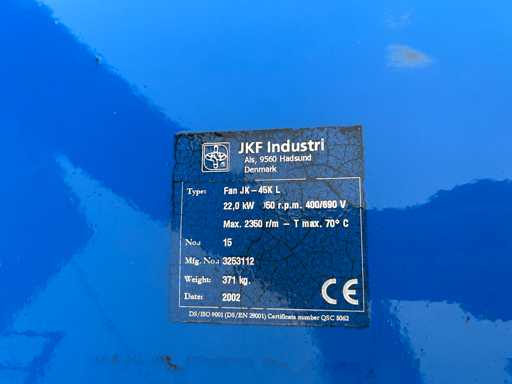 JKF Industri
Als, 9560 Hadsund
Denmark
Type: Fan JK - 45K L
22,0 kW 50 r.p.m. 400/690 V
Max. 2350 r/m - T max. 70° C
No.: 15
Mfg. No.: 3253112
Weight: 371 kg.
Date: 2002
CE
DS/ISO 9001 (DS/EN 29001) Certificate number QSC 5062